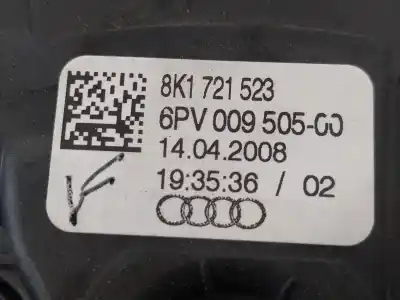 8K1 721 523
6PV 009 505-00
14.04.2008
19:35:36 / 02